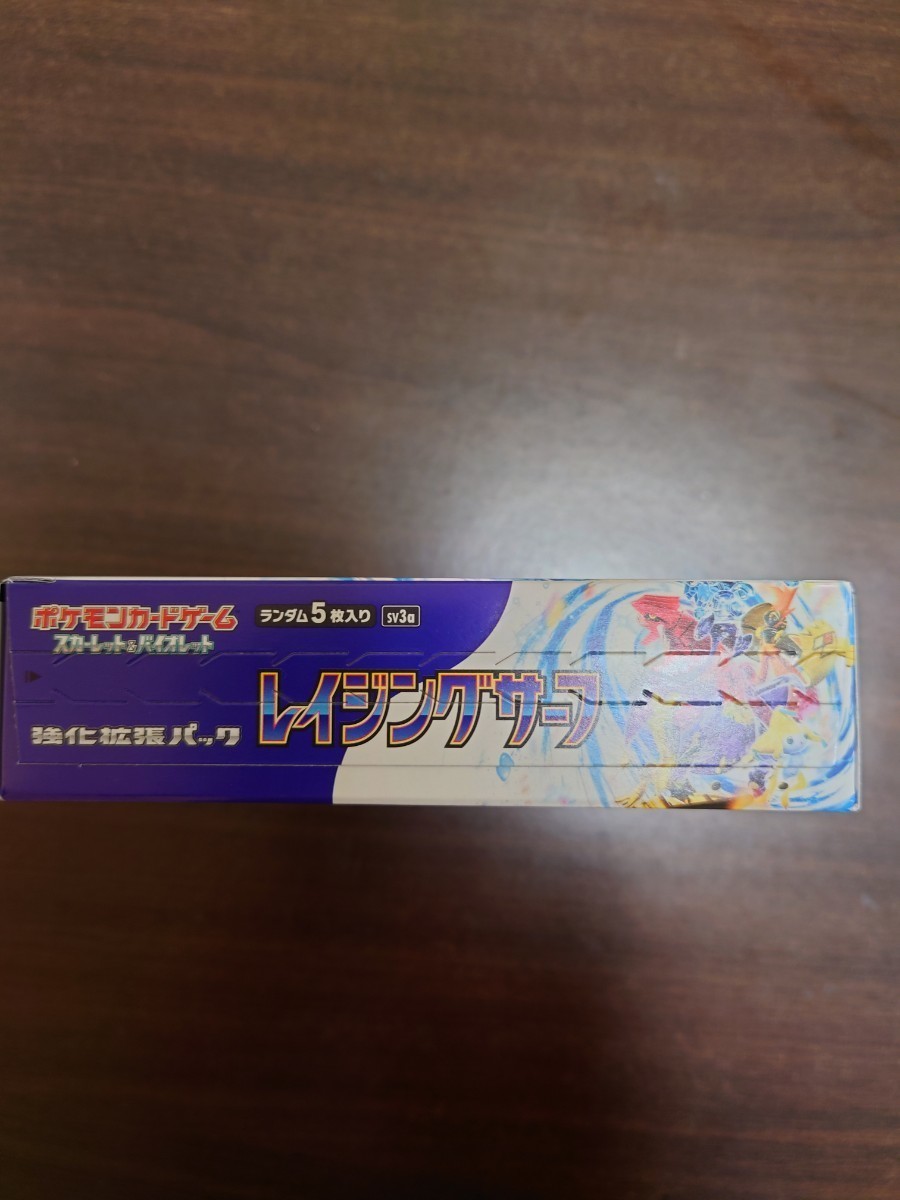 ポケモンカードゲーム
スカーレット&バイオレット
ランダム5枚入り sv3a
強化拡張パック
レイジングサーフ